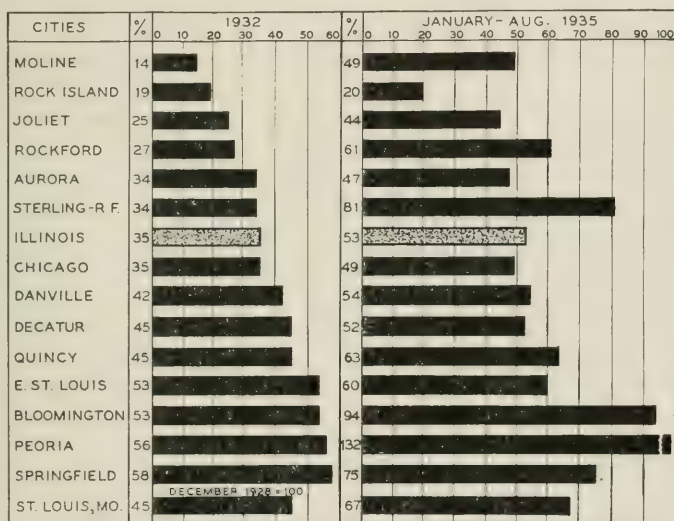 CITIES % 1932 % JANUARY-AUG. 1935
0 10 20 30 40 50 60 0 10 20 30 40 50 60 70 80 90 100
MOLINE 14 49
ROCK ISLAND 19 20
JOLIET 25 44
ROCKFORD 27 61
AURORA 34 47
STERLING-R F. 34 81
ILLINOIS 35 53
CHICAGO 35 49
DANVILLE 42 54
DECATUR 45 52
QUINCY 45 63
E. ST. LOUIS 53 60
BLOOMINGTON 53 94
PEORIA 56 132
SPRINGFIELD 58 75
DECEMBER 1928=100
ST. LOUIS, MO. 45 67